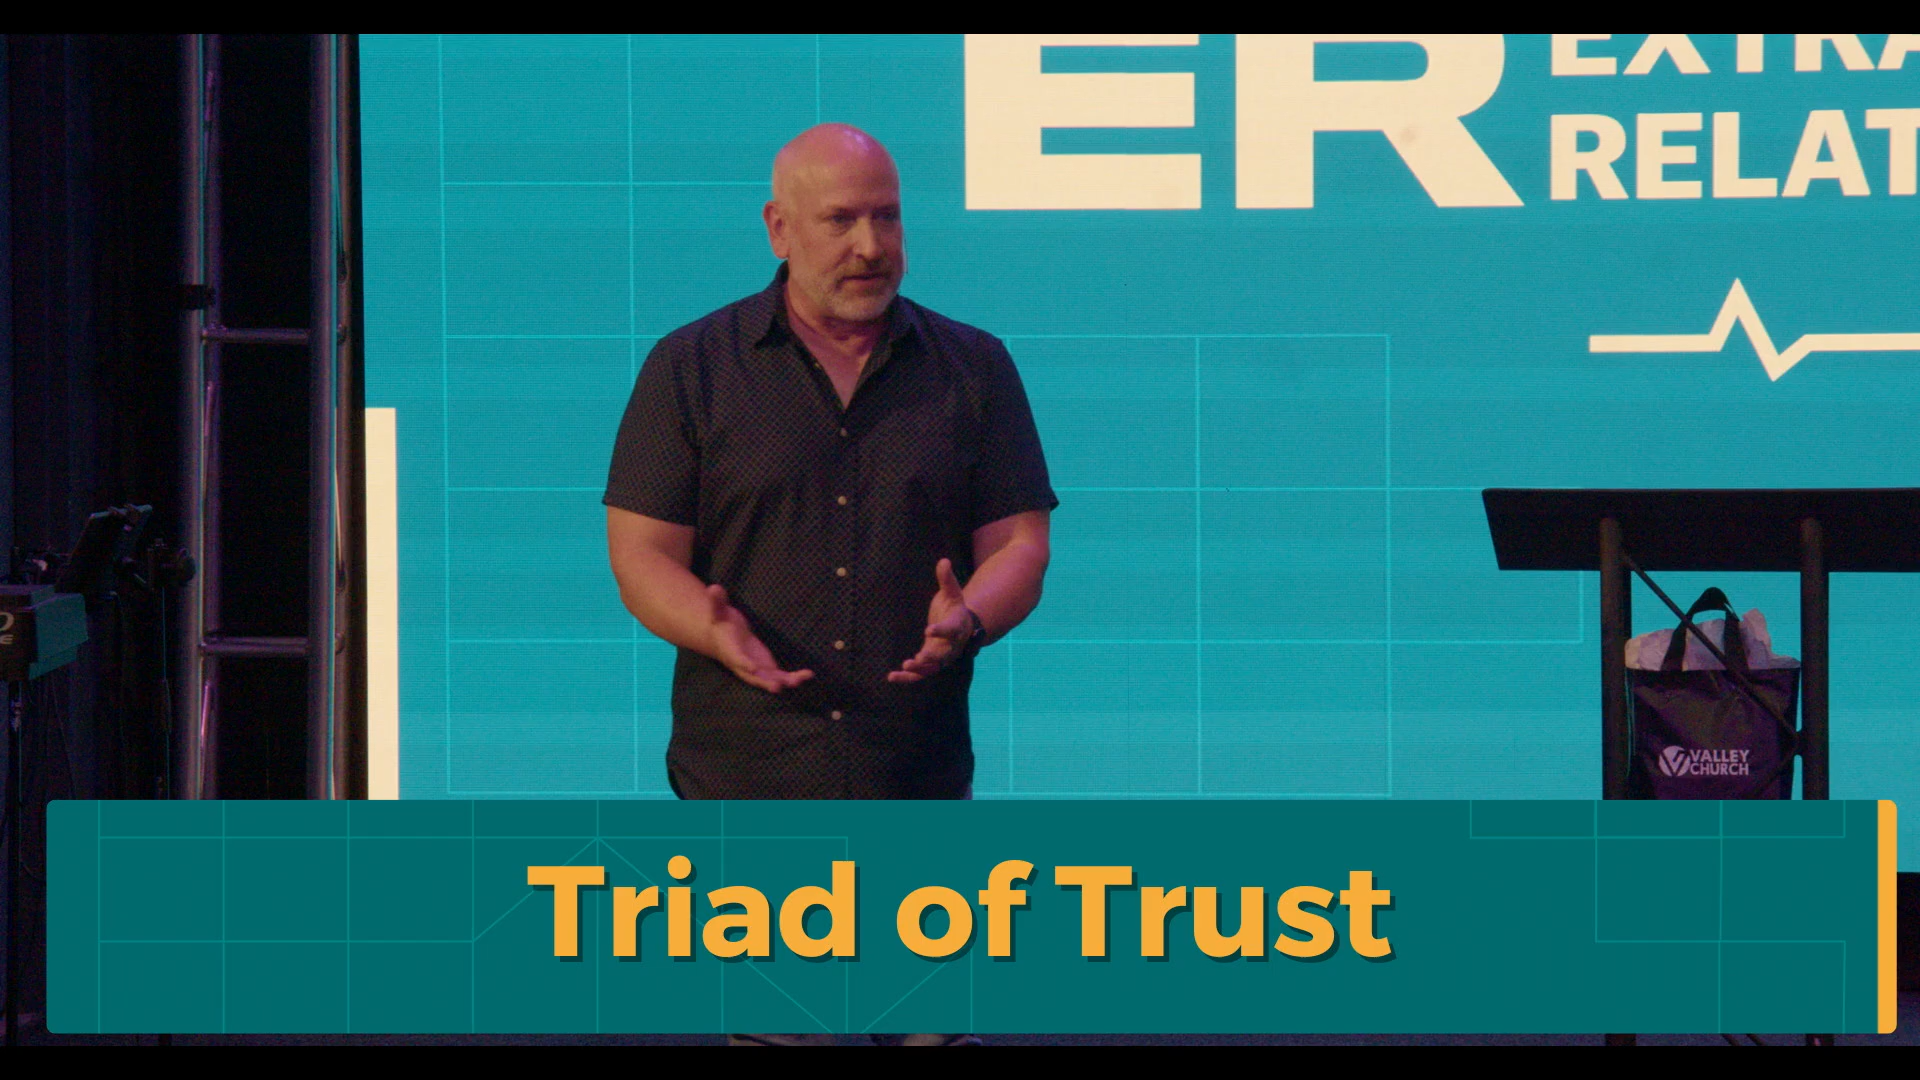 ER
EXTRA
RELAT
VALLEY
CHURCH
Triad of Trust